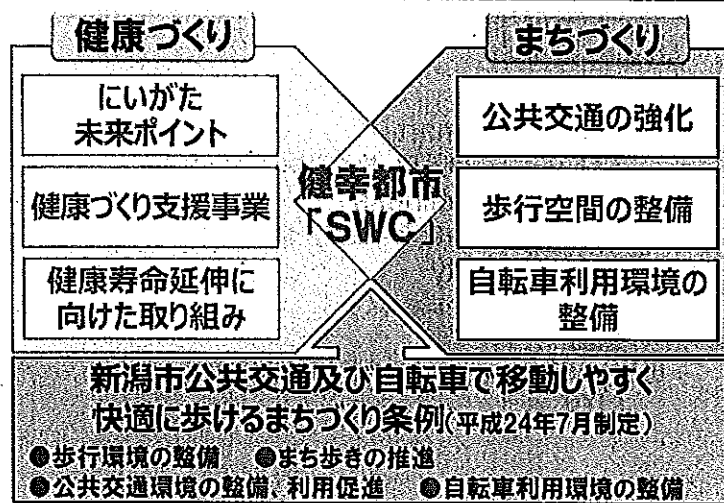 健康づくり
にいがた
未来ポイント
健康づくり支援事業
健康寿命延伸に
向けた取り組み
健幸都市
「SWC」
まちづくり
公共交通の強化
歩行空間の整備
自転車利用環境の
整備
新潟市公共交通及び自転車で移動しやすく
快適に歩けるまちづくり条例(平成24年7月制定)
●歩行環境の整備 ●まち歩きの推進
●公共交通環境の整備、利用促進 ●自転車利用環境の整備